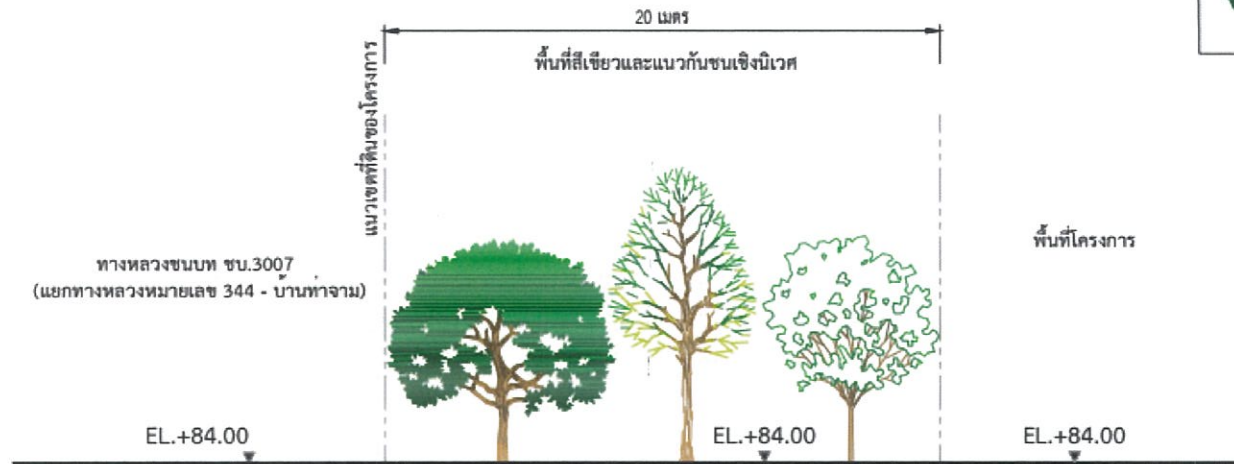 20 เมตร
พื้นที่สีเขียวและแนวกันชนเชิงนิเวศ
แนวเขตที่ดินของโครงการ
พื้นที่โครงการ
ทางหลวงชนบท ชบ.3007
(แยกทางหลวงหมายเลข 344 - บ้านท่าจาม)
EL.+84.00
EL.+84.00
EL.+84.00